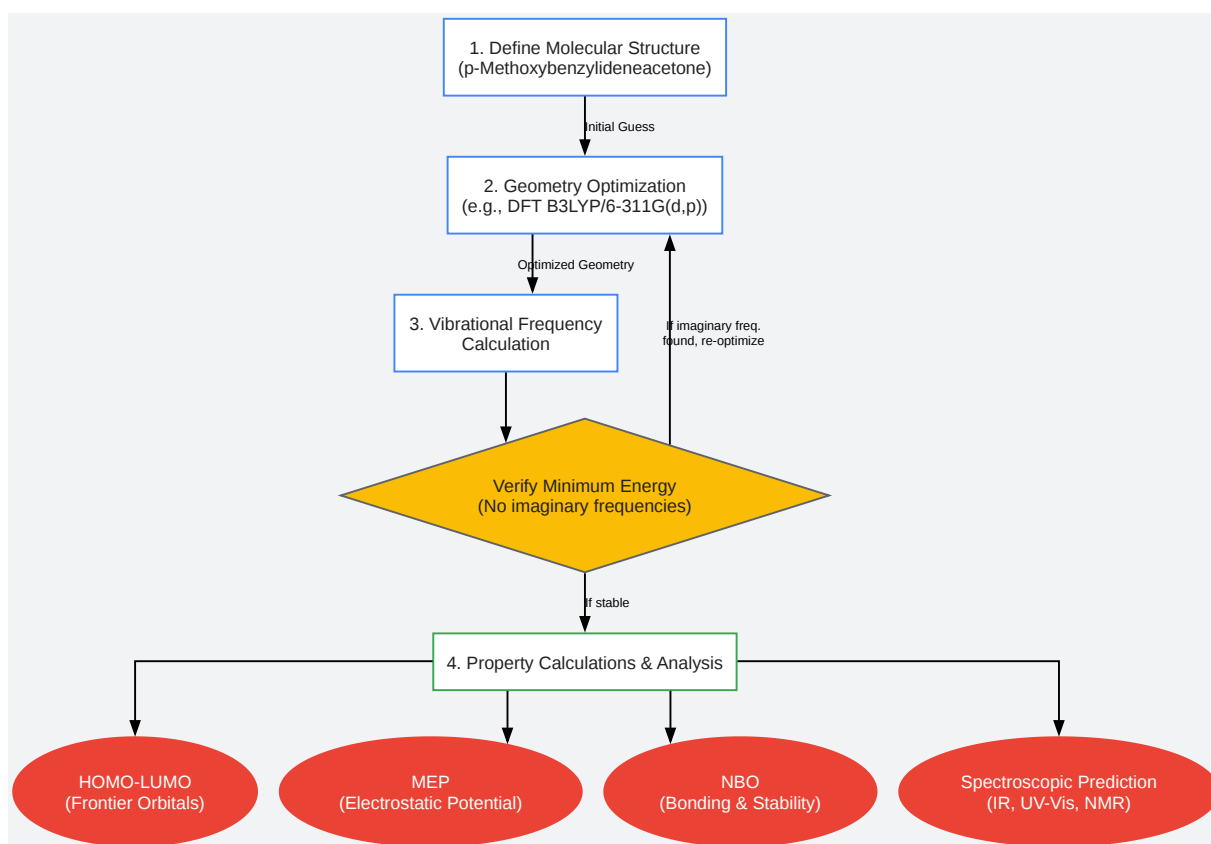 1. Define Molecular Structure
(p-Methoxybenzylideneacetone)
Initial Guess
2. Geometry Optimization
(e.g., DFT B3LYP/6-311G(d,p))
Optimized Geometry
3. Vibrational Frequency
Calculation
If imaginary freq.
found, re-optimize
Verify Minimum Energy
(No imaginary frequencies)
If stable
4. Property Calculations & Analysis
HOMO-LUMO
(Frontier Orbitals)
MEP
(Electrostatic Potential)
NBO
(Bonding & Stability)
Spectroscopic Prediction
(IR, UV-Vis, NMR)